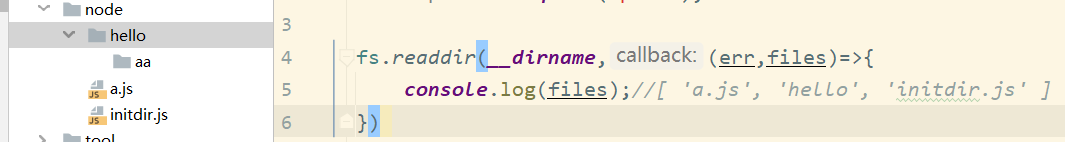 node
hello
aa
a.js
initdir.js
3
4 fs.readdir(__dirname, callback: (err,files)=>{
5 console.log(files);//[ 'a.js', 'hello', 'initdir.js' ]
6 })